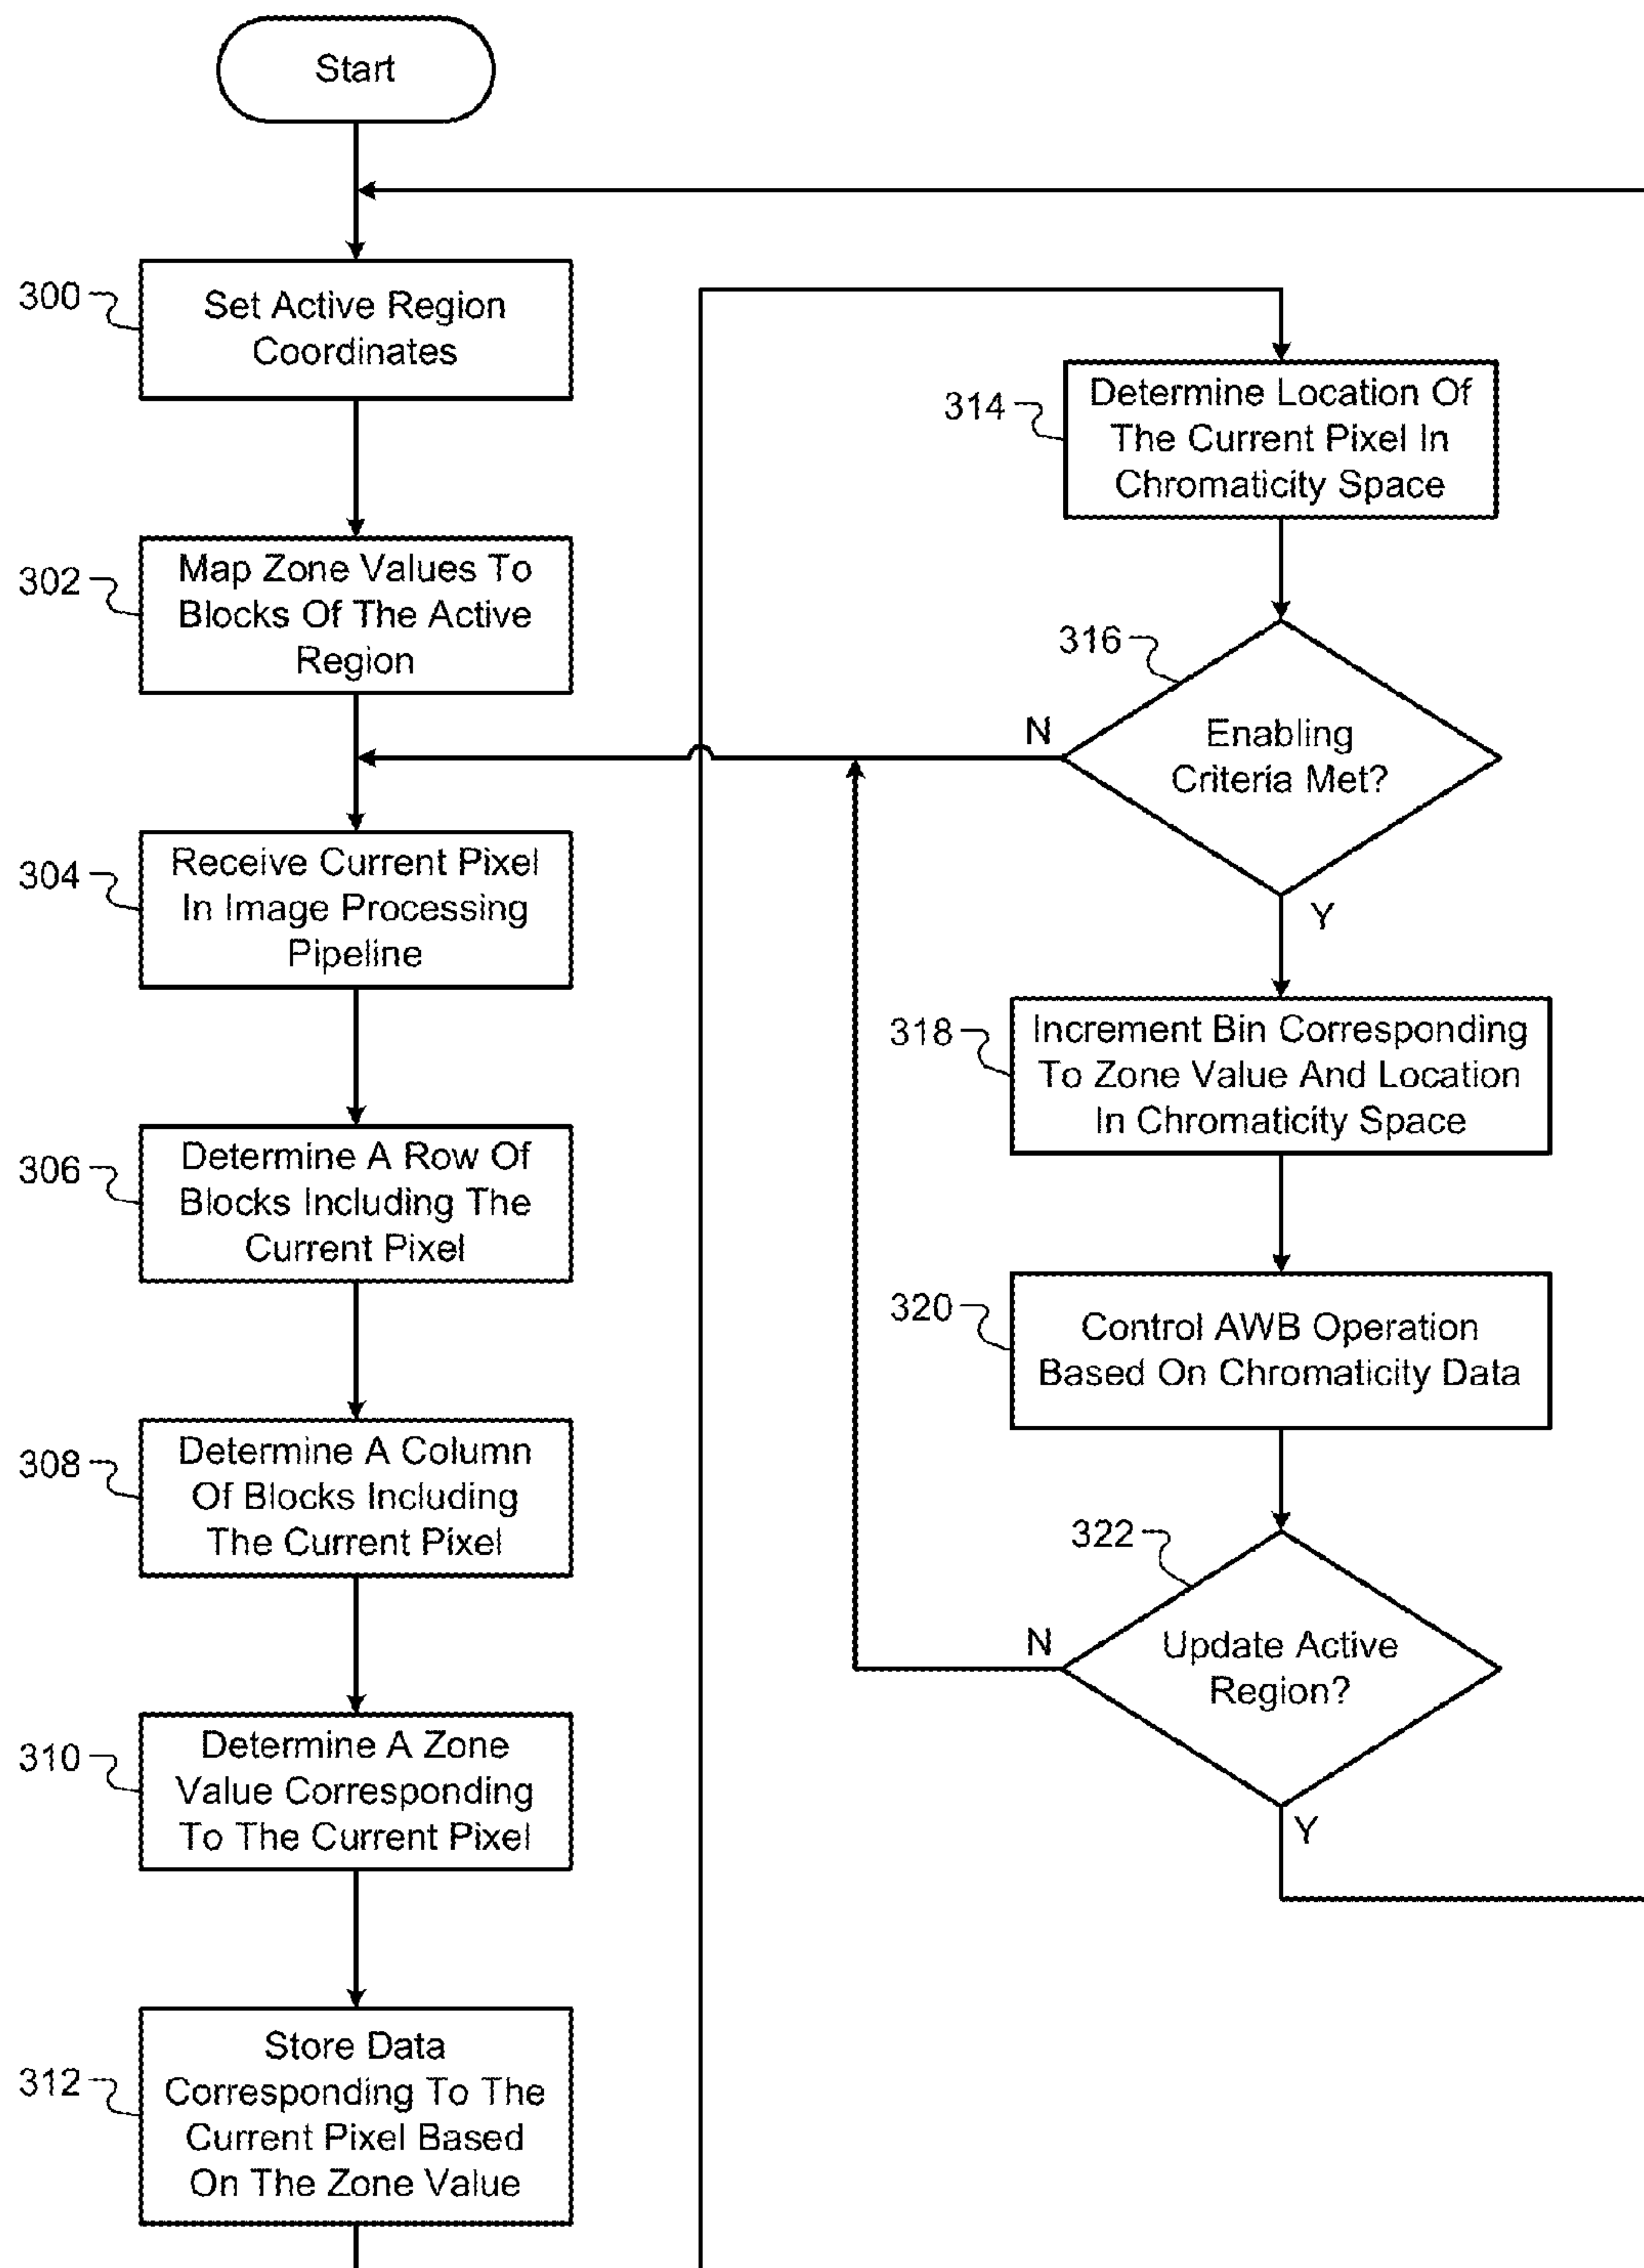 Start
300
Set Active Region
Coordinates
302
Map Zone Values To
Blocks Of The Active
Region
304
Receive Current Pixel
In Image Processing
Pipeline
306
Determine A Row Of
Blocks Including The
Current Pixel
308
Determine A Column
Of Blocks Including
The Current Pixel
310
Determine A Zone
Value Corresponding
To The Current Pixel
312
Store Data
Corresponding To The
Current Pixel Based
On The Zone Value
314
Determine Location Of
The Current Pixel In
Chromaticity Space
316
N
Enabling
Criteria Met?
Y
318
Increment Bin Corresponding
To Zone Value And Location
In Chromaticity Space
320
Control AWB Operation
Based On Chromaticity Data
322
N
Update Active
Region?
Y